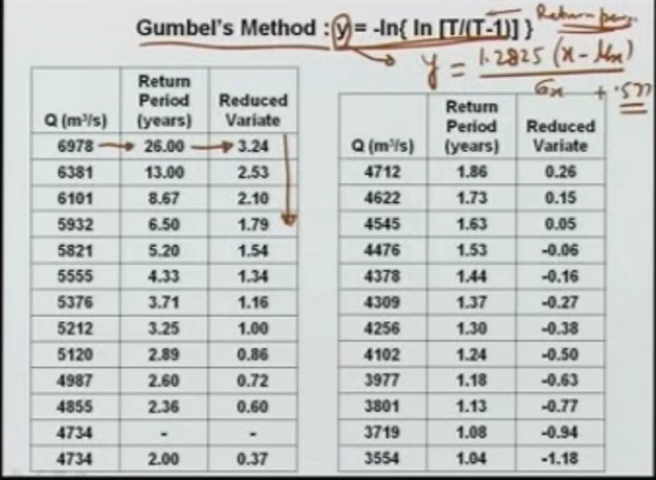 Gumbel's Method : y = -ln{ ln [T/(T-1)] }
Return
y = 1.2825 (x - μx)
σx + .577
Q (m³/s) Return Period (years) Reduced Variate
6978 26.00 3.24
6381 13.00 2.53
6101 8.67 2.10
5932 6.50 1.79
5821 5.20 1.54
5555 4.33 1.34
5376 3.71 1.16
5212 3.25 1.00
5120 2.89 0.86
4987 2.60 0.72
4855 2.36 0.60
4734 - -
4734 2.00 0.37
Q (m³/s) Return Period (years) Reduced Variate
4712 1.86 0.26
4622 1.73 0.15
4545 1.63 0.05
4476 1.53 -0.06
4378 1.44 -0.16
4309 1.37 -0.27
4256 1.30 -0.38
4102 1.24 -0.50
3977 1.18 -0.63
3801 1.13 -0.77
3719 1.08 -0.94
3554 1.04 -1.18